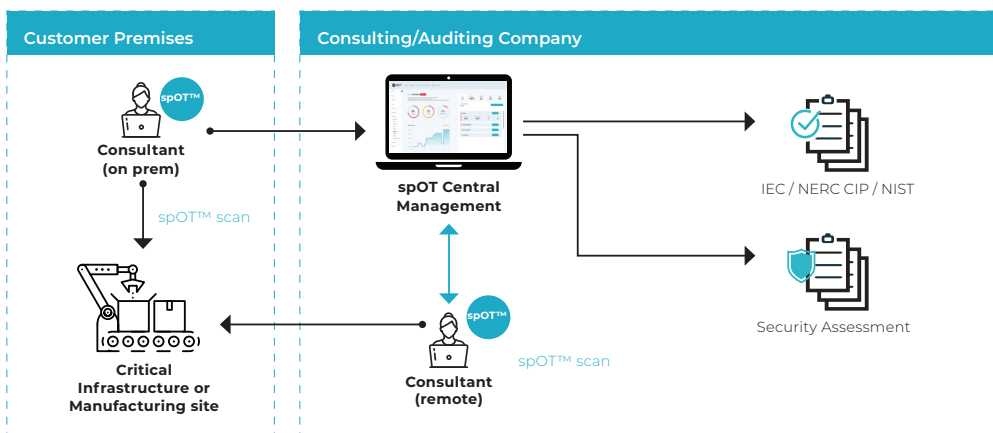 Customer Premises
Consulting/Auditing Company
spOT™
Consultant
(on prem)
spOT™ scan
Critical
Infrastructure or
Manufacturing site
spOT Central
Management
spOT™
Consultant
(remote)
spOT™ scan
IEC / NERC CIP / NIST
Security Assessment